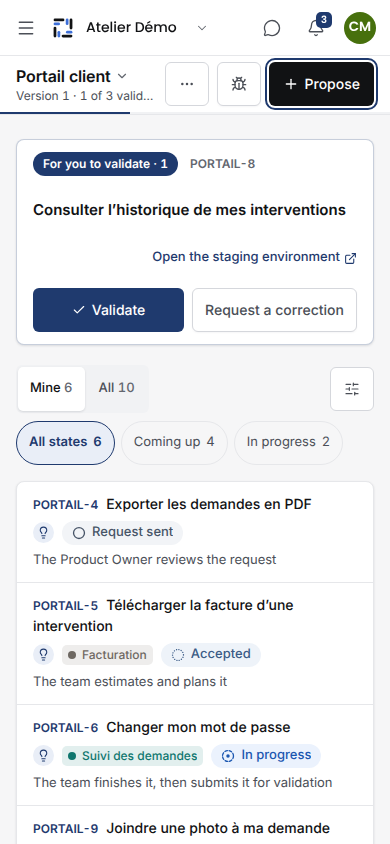 Atelier Démo
3
CM
Portail client
Version 1 · 1 of 3 valid...
Propose
For you to validate · 1 PORTAIL-8
Consulter l’historique de mes interventions
Open the staging environment
Validate
Request a correction
Mine 6
All 10
All states 6
Coming up 4
In progress 2
PORTAIL-4 Exporter les demandes en PDF
Request sent
The Product Owner reviews the request
PORTAIL-5 Télécharger la facture d’une
intervention
Facturation
Accepted
The team estimates and plans it
PORTAIL-6 Changer mon mot de passe
Suivi des demandes
In progress
The team finishes it, then submits it for validation
PORTAIL-9 Joindre une photo à ma demande